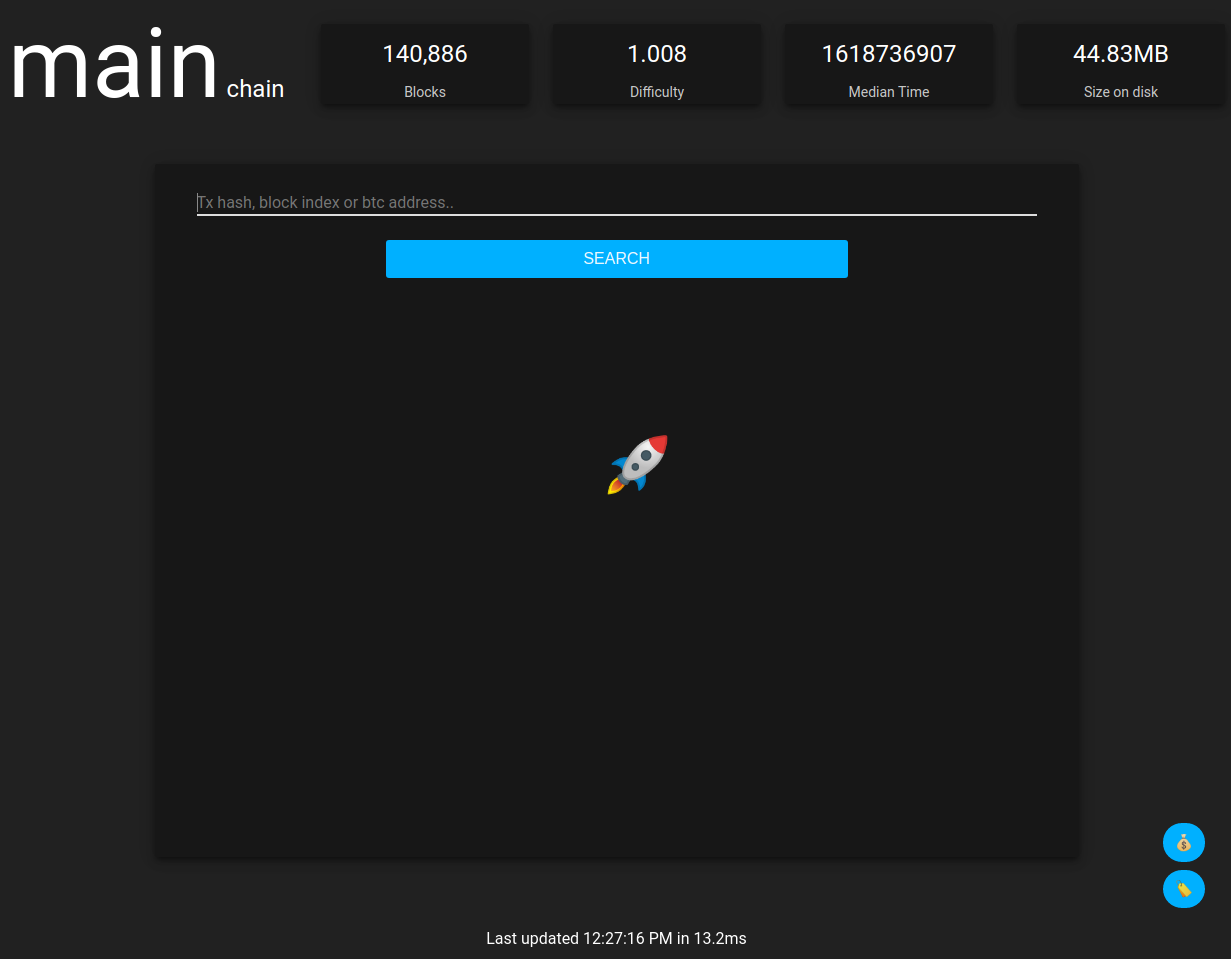 main chain
140,886
Blocks
1.008
Difficulty
1618736907
Median Time
44.83MB
Size on disk
Tx hash, block index or btc address..
SEARCH
Last updated 12:27:16 PM in 13.2ms